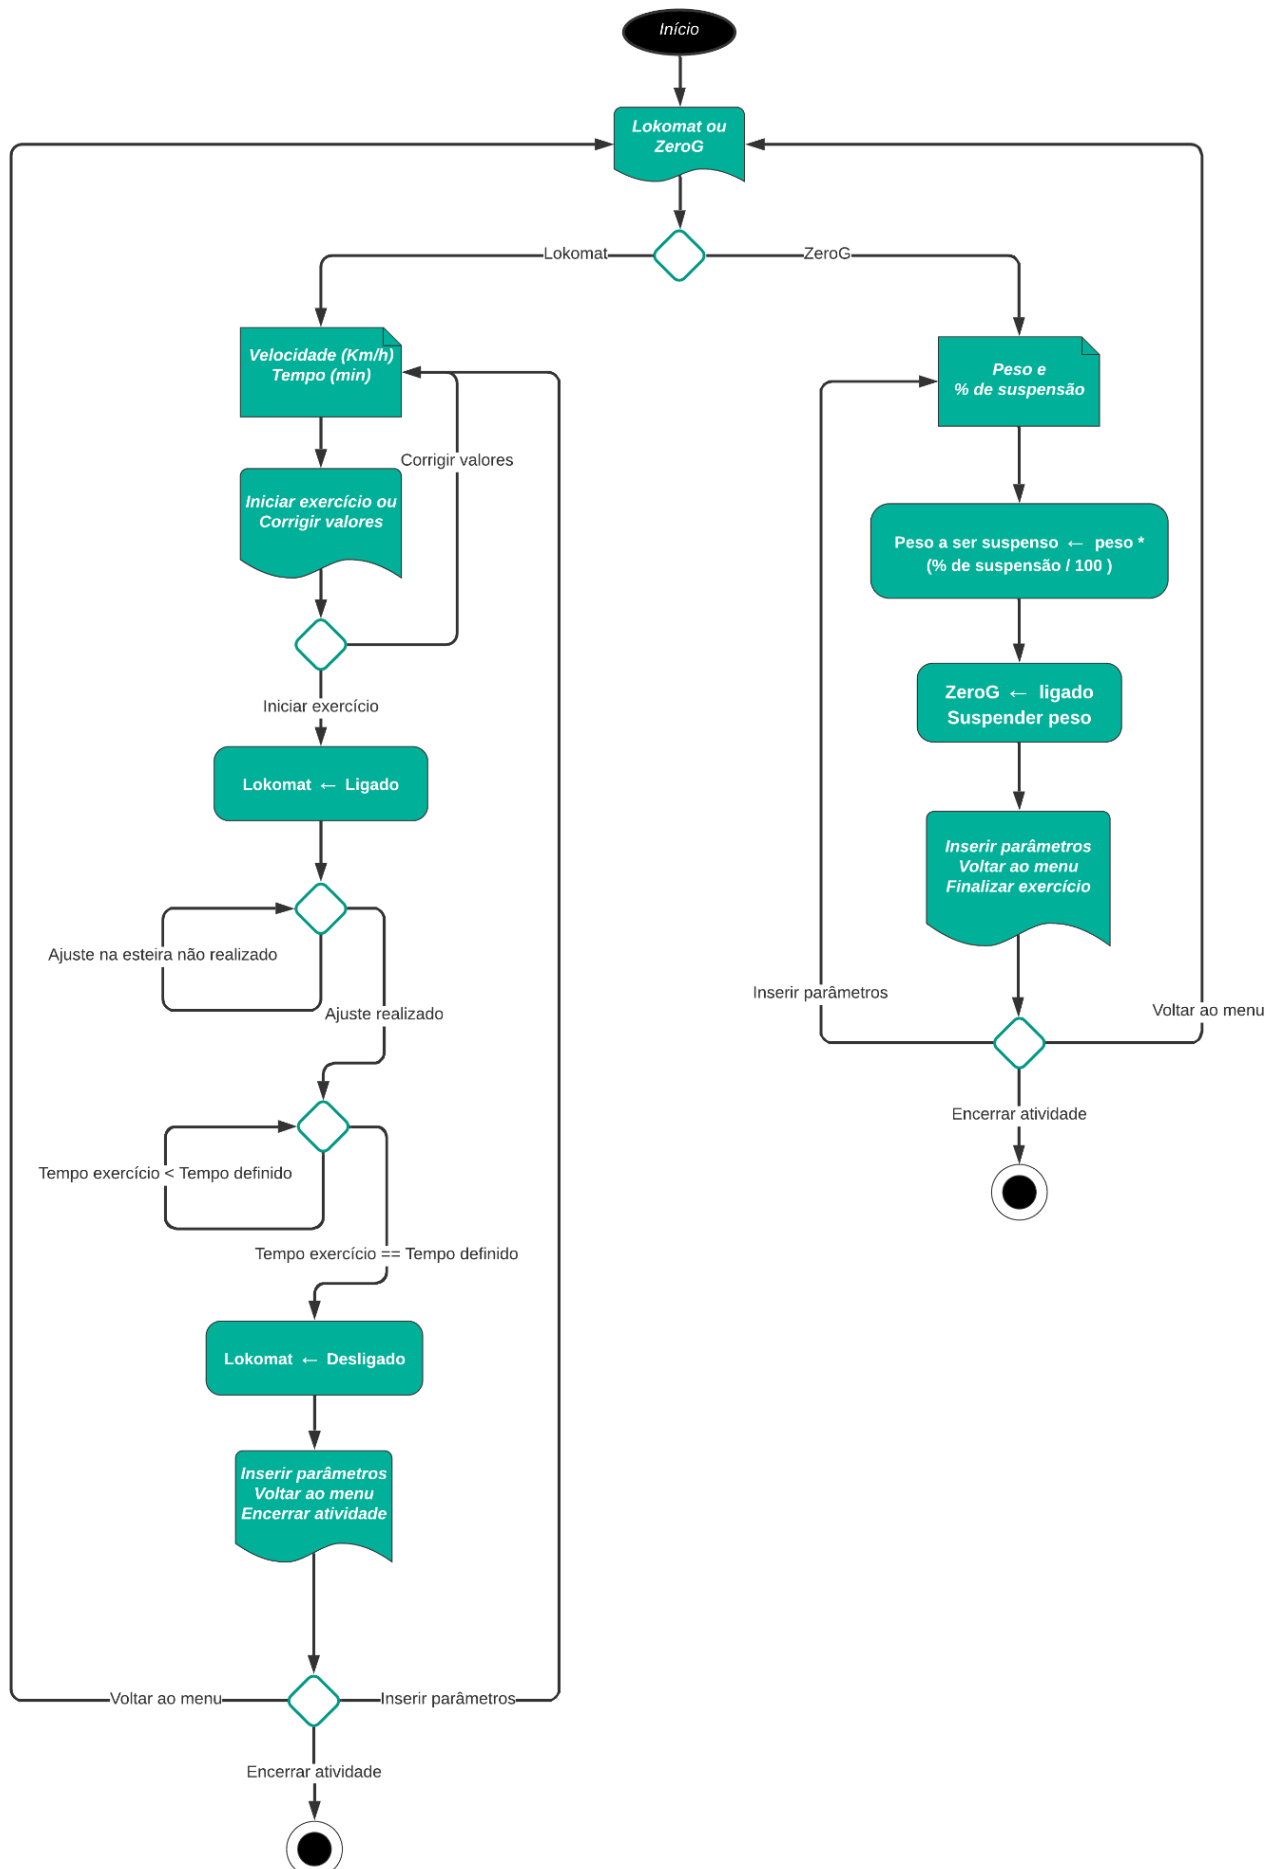 Início
Lokomat ou
ZeroG
Lokomat
ZeroG
Velocidade (Km/h)
Tempo (min)
Corrigir valores
Iniciar exercício ou
Corrigir valores
Iniciar exercício
Lokomat ← Ligado
Ajuste na esteira não realizado
Ajuste realizado
Tempo exercício < Tempo definido
Tempo exercício == Tempo definido
Lokomat ← Desligado
Inserir parâmetros
Voltar ao menu
Encerrar atividade
Voltar ao menu
Inserir parâmetros
Encerrar atividade
Peso e
% de suspensão
Peso a ser suspenso ← peso *
(% de suspensão / 100 )
ZeroG ← ligado
Suspender peso
Inserir parâmetros
Voltar ao menu
Finalizar exercício
Inserir parâmetros
Voltar ao menu
Encerrar atividade